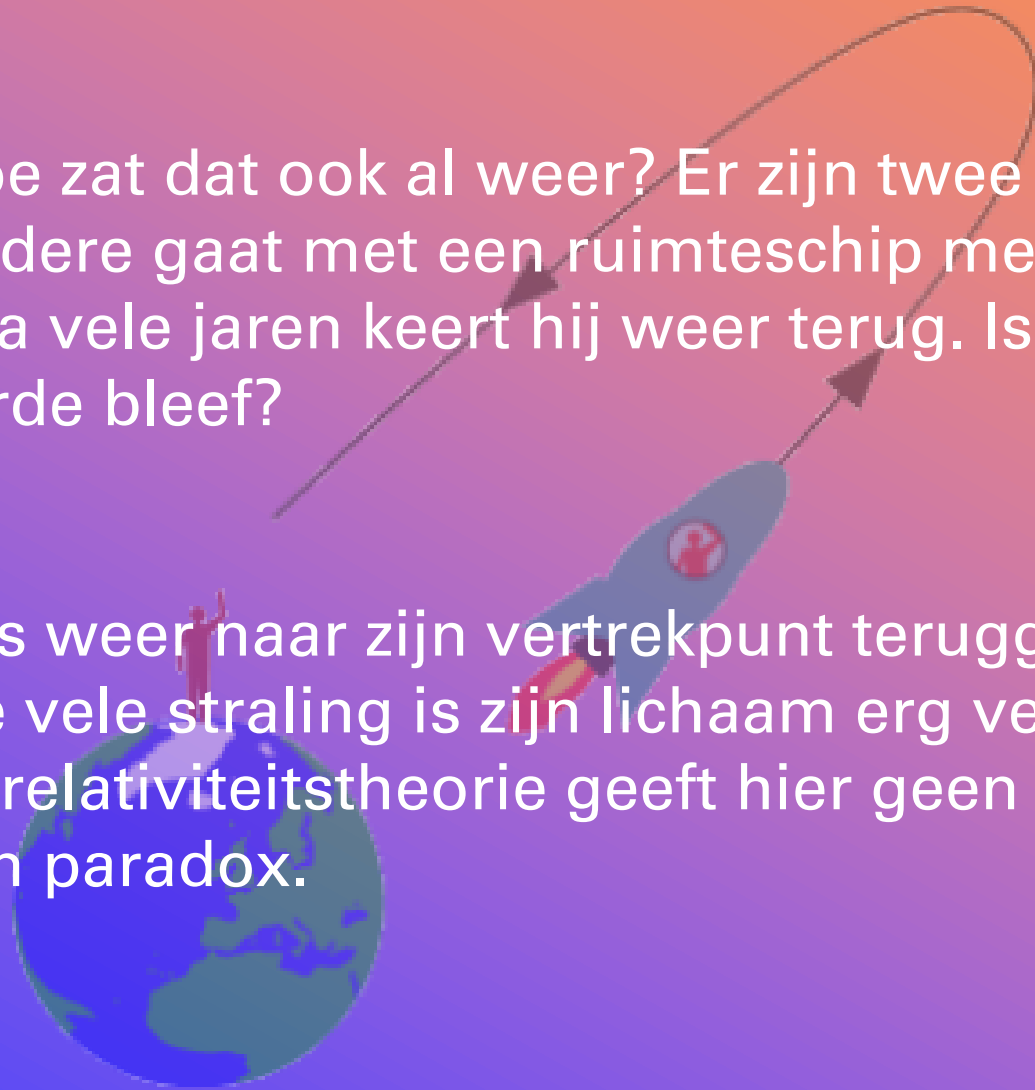 oe zat dat ook al weer? Er zijn twee
dere gaat met een ruimteschip me
a vele jaren keert hij weer terug. Is
rde bleef?
s weer naar zijn vertrekpunt terugg
e vele straling is zijn lichaam erg ve
relativiteitstheorie geeft hier geen
n paradox.